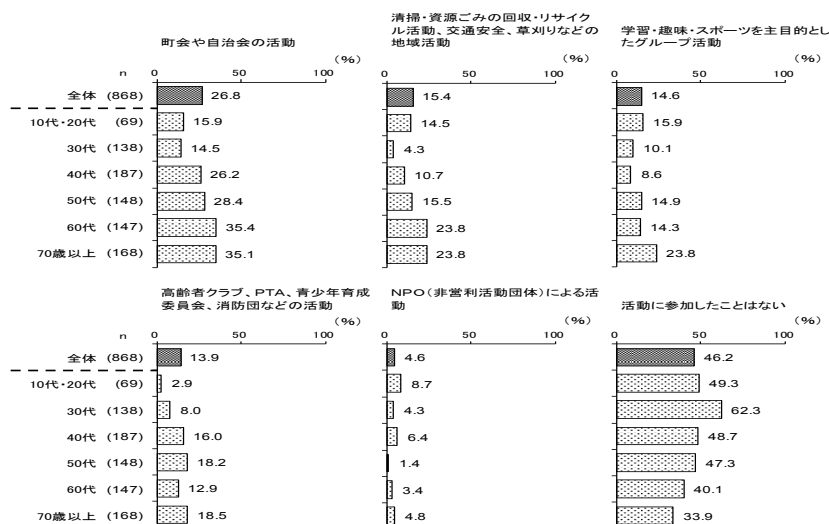 町会や自治会の活動
清掃・資源ごみの回収・リサイク
ル活動、交通安全、草刈りなどの
地域活動
学習・趣味・スポーツを主目的とし
たグループ活動
(%) (%) (%)
n 0 50 100 0 50 100 0 50 100
全体 (868) 26.8 15.4 14.6
10代・20代 (69) 15.9 14.5 15.9
30代 (138) 14.5 4.3 10.1
40代 (187) 26.2 10.7 8.6
50代 (148) 28.4 15.5 14.9
60代 (147) 35.4 23.8 14.3
70歳以上 (168) 35.1 23.8 23.8
高齢者クラブ、PTA、青少年育成
委員会、消防団などの活動
NPO(非営利活動団体)による活
動
活動に参加したことはない
(%) (%) (%)
n 0 50 100 0 50 100 0 50 100
全体 (868) 13.9 4.6 46.2
10代・20代 (69) 2.9 8.7 49.3
30代 (138) 8.0 4.3 62.3
40代 (187) 16.0 6.4 48.7
50代 (148) 18.2 1.4 47.3
60代 (147) 12.9 3.4 40.1
70歳以上 (168) 18.5 4.8 33.9